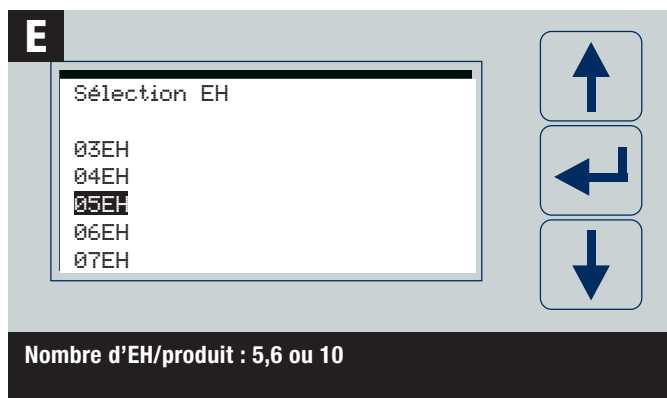 E
Sélection EH
03EH
04EH
05EH
06EH
07EH
Nombre d'EH/produit : 5,6 ou 10